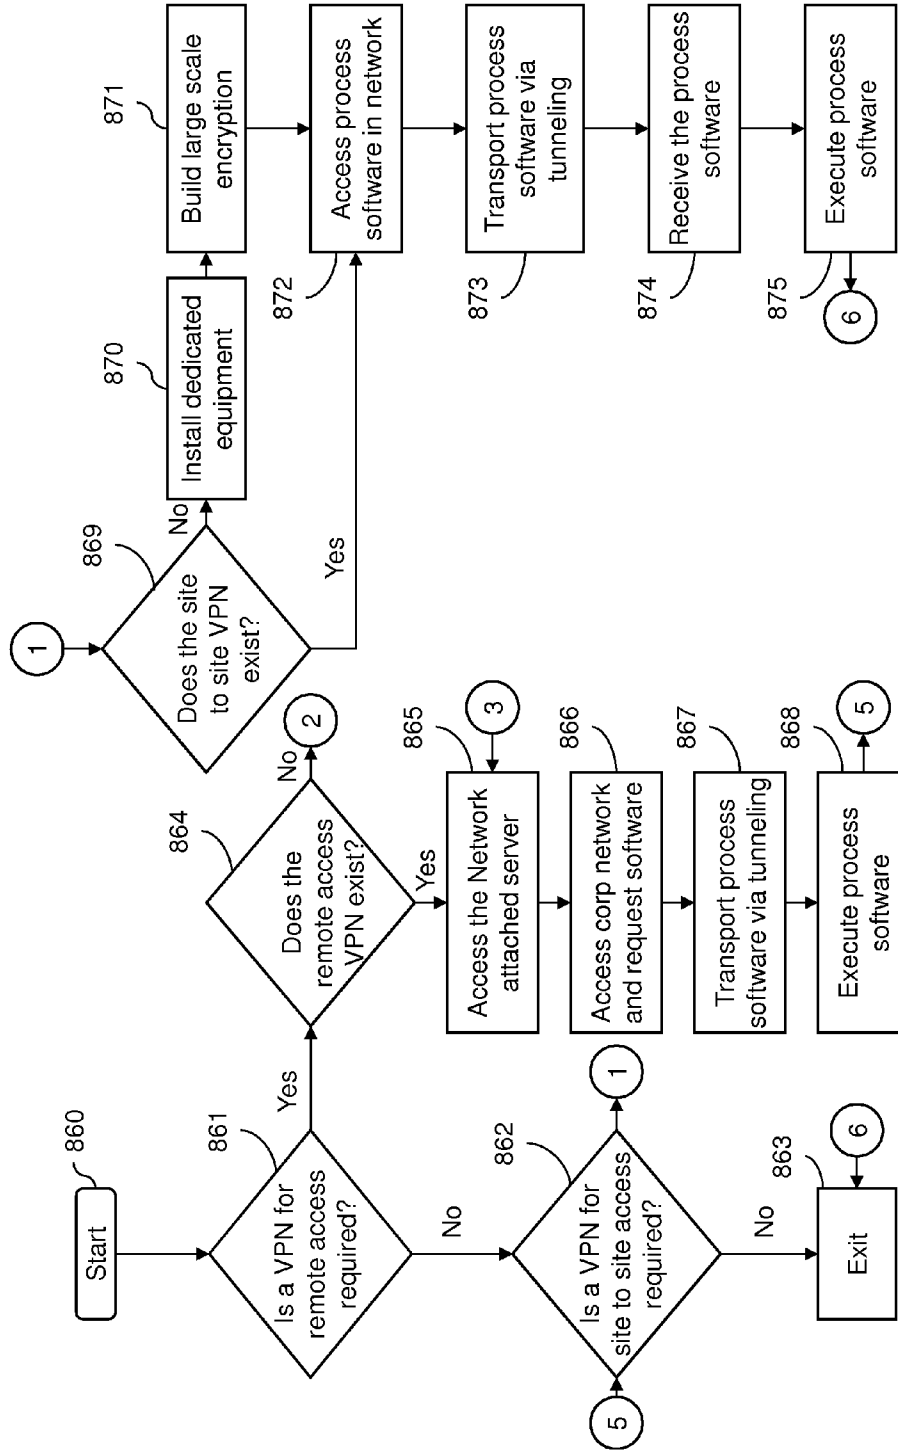 860
Start
861
Is a VPN for
remote access
required?
Yes
No
862
Is a VPN for
site to site access
required?
5
1
No
863
Exit
6
864
Does the
remote access
VPN exist?
No
2
Yes
865
Access the Network
attached server
3
866
Access corp network
and request software
867
Transport process
software via tunneling
868
Execute process
software
5
1
869
Does the site
to site VPN
exist?
No
Yes
870
Install dedicated
equipment
871
Build large scale
encryption
872
Access process
software in network
873
Transport process
software via
tunneling
874
Receive the process
software
875
Execute process
software
6